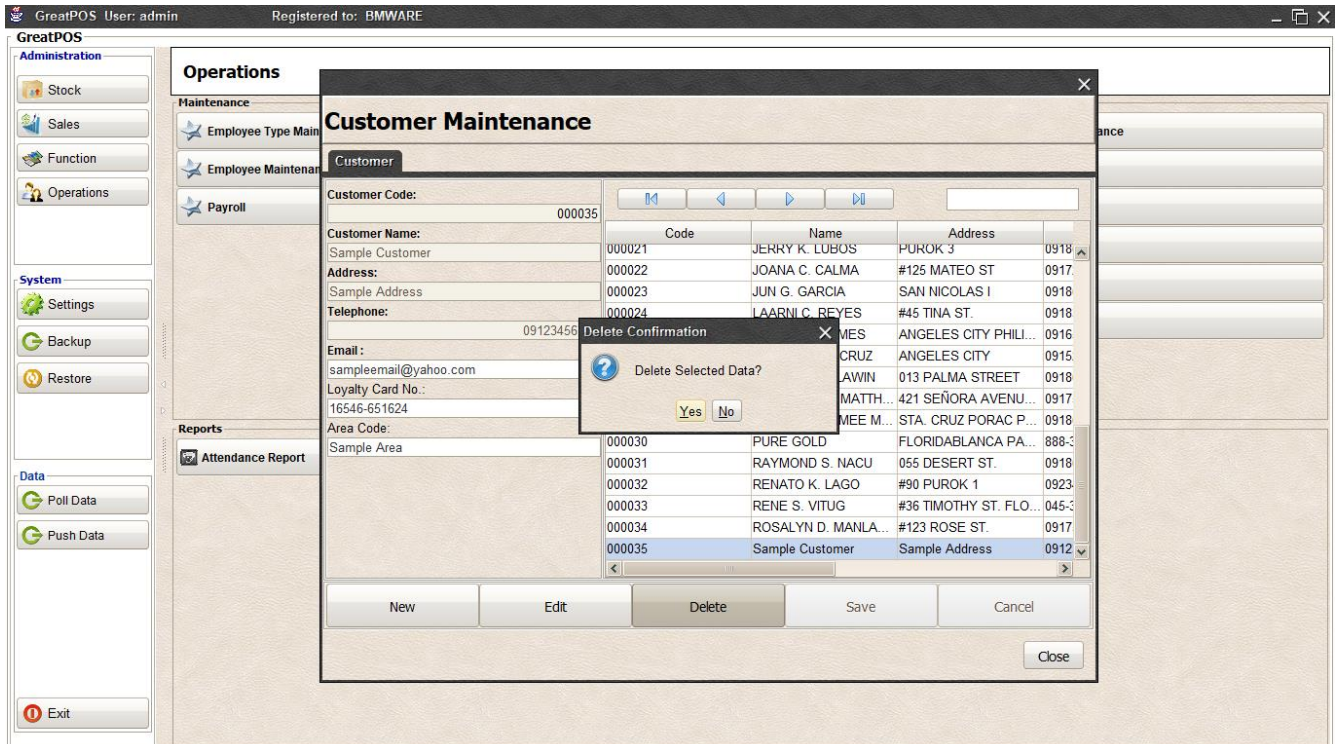 GreatPOS User: admin Registered to: BMWARE
GreatPOS
Administration
Stock
Sales
Function
Operations
System
Settings
Backup
Restore
Data
Poll Data
Push Data
Exit
Operations
Maintenance
Employee Type Main
Employee Maintenan
Payroll
ance
Reports
Attendance Report
Customer Maintenance
Customer
Customer Code:
000035
Customer Name:
Sample Customer
Address:
Sample Address
Telephone:
09123456
Email :
sampleemail@yahoo.com
Loyalty Card No.:
16546-651624
Area Code:
Sample Area
Code Name Address
000021 JERRY K. LUBOS PUROK 3 0918
000022 JOANA C. CALMA #125 MATEO ST 0917.
000023 JUN G. GARCIA SAN NICOLAS I 0918
000024 LAARNI C. REYES #45 TINA ST. 0918
MES ANGELES CITY PHILI... 0916
CRUZ ANGELES CITY 0915.
LAWIN 013 PALMA STREET 0918
MATTH... 421 SEÑORA AVENU... 0917.
MEE M... STA. CRUZ PORAC P... 0918
000030 PURE GOLD FLORIDABLANCA PA... 888-3
000031 RAYMOND S. NACU 055 DESERT ST. 0918
000032 RENATO K. LAGO #90 PUROK 1 0923
000033 RENE S. VITUG #36 TIMOTHY ST. FLO... 045-3
000034 ROSALYN D. MANLA... #123 ROSE ST. 0917
000035 Sample Customer Sample Address 0912
Delete Confirmation
Delete Selected Data?
Yes No
New Edit Delete Save Cancel
Close